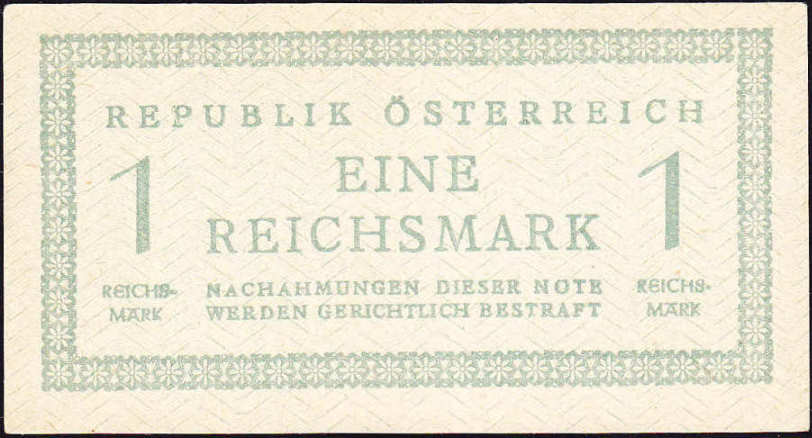 REPUBLIK ÖSTERREICH
1
EINE
REICHSMARK
1
REICHS-
MARK
NACHAHMUNGEN DIESER NOTE
WERDEN GERICHTLICH BESTRAFT
REICHS-
MARK